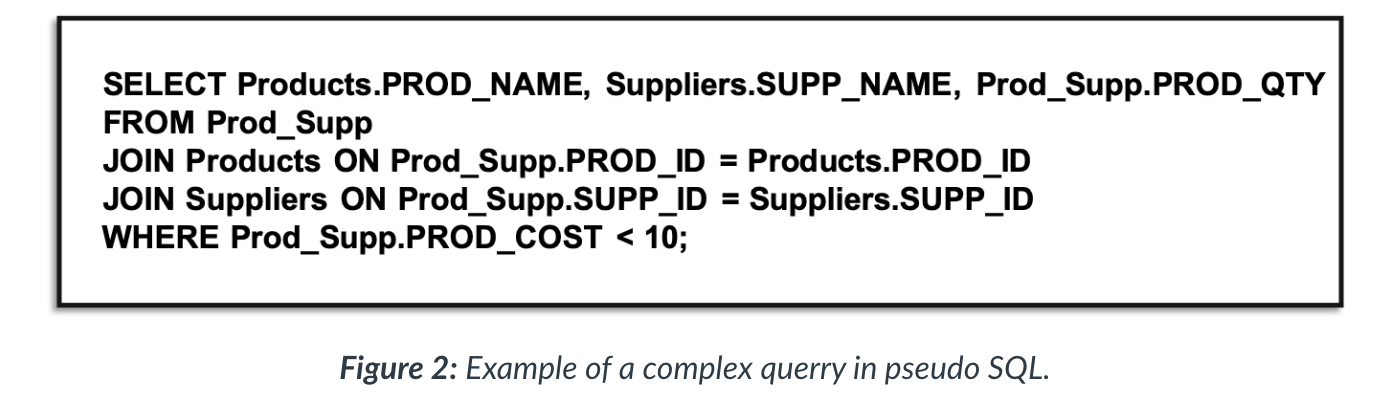 SELECT Products.PROD_NAME, Suppliers.SUPP_NAME, Prod_Supp.PROD_QTY
FROM Prod_Supp
JOIN Products ON Prod_Supp.PROD_ID = Products.PROD_ID
JOIN Suppliers ON Prod_Supp.SUPP_ID = Suppliers.SUPP_ID
WHERE Prod_Supp.PROD_COST < 10;
Figure 2: Example of a complex querry in pseudo SQL.